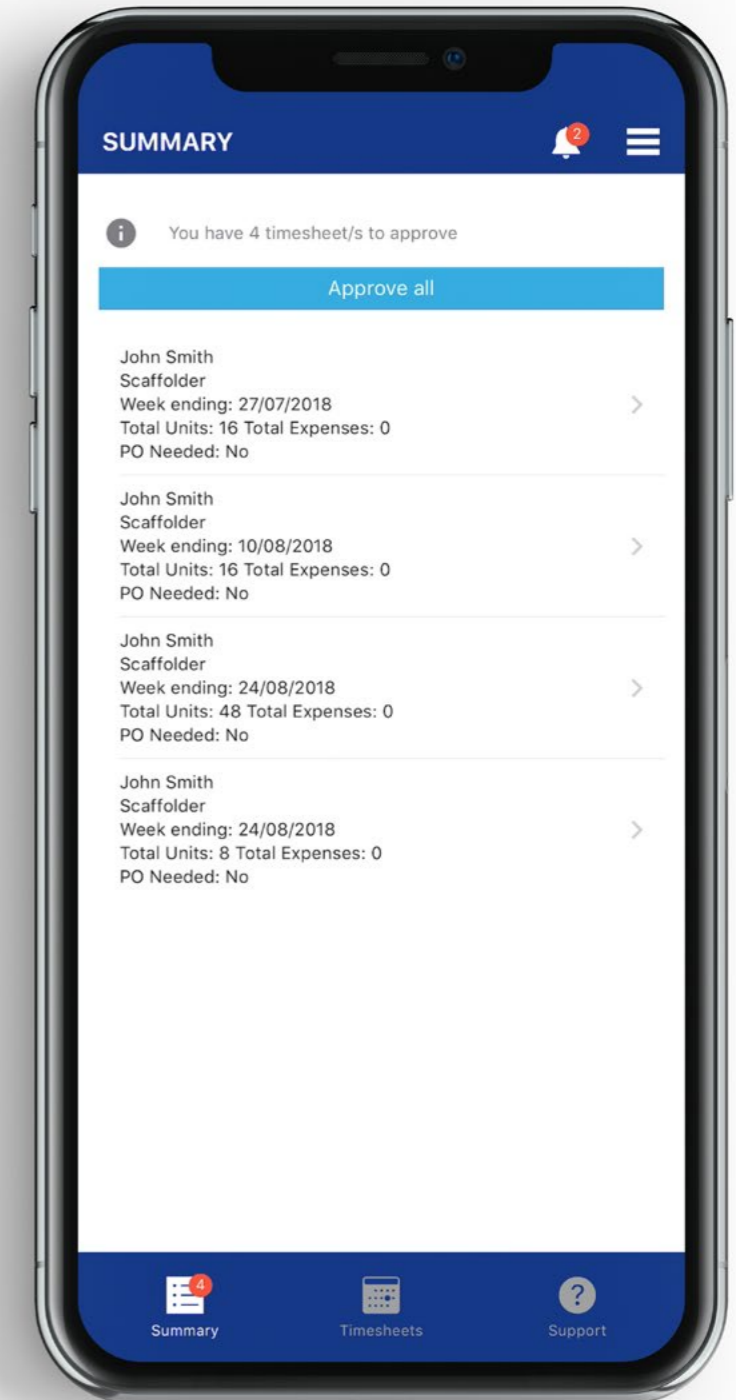 SUMMARY
2
You have 4 timesheet/s to approve
Approve all
John Smith
Scaffolder
Week ending: 27/07/2018
Total Units: 16 Total Expenses: 0
PO Needed: No
John Smith
Scaffolder
Week ending: 10/08/2018
Total Units: 16 Total Expenses: 0
PO Needed: No
John Smith
Scaffolder
Week ending: 24/08/2018
Total Units: 48 Total Expenses: 0
PO Needed: No
John Smith
Scaffolder
Week ending: 24/08/2018
Total Units: 8 Total Expenses: 0
PO Needed: No
4
Summary
Timesheets
?
Support